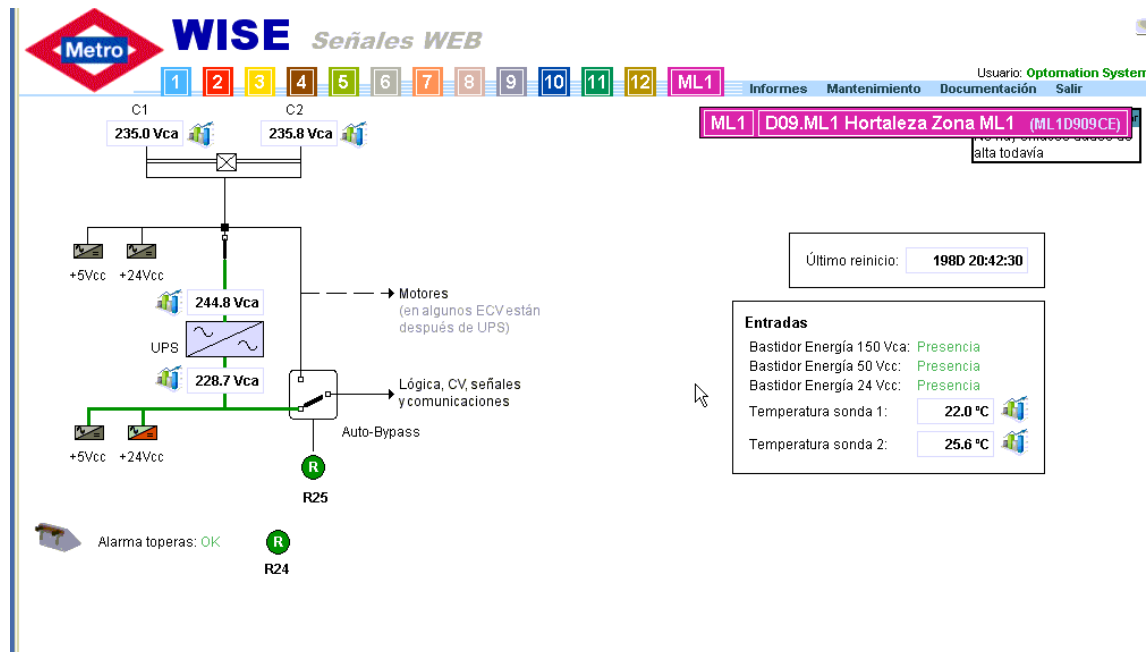 Metro
WISE Señales WEB
Usuario: Optomation System
1 2 3 4 5 6 7 8 9 10 11 12 ML1
Informes Mantenimiento Documentación Salir
C1 C2
235.0 Vca 235.8 Vca
ML1 D09.ML1 Hortaleza Zona ML1 (ML1D909CE)
alta todavía
+5Vcc +24Vcc
Último reinicio: 198D 20:42:30
244.8 Vca
Motores
(en algunos ECV están
después de UPS)
UPS
228.7 Vca
Lógica, CV, señales
y comunicaciones
Auto-Bypass
+5Vcc +24Vcc
R
R25
Entradas
Bastidor Energía 150 Vca: Presencia
Bastidor Energía 50 Vcc: Presencia
Bastidor Energía 24 Vcc: Presencia
Temperatura sonda 1: 22.0 ºC
Temperatura sonda 2: 25.6 ºC
Alarma toperas: OK
R
R24